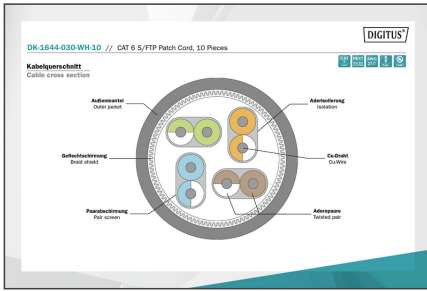 DIGITUS®
DK-1644-030-WH-10 // CAT 6 S/FTP Patch Cord, 10 Pieces
Kabelquerschnitt
Cable cross section
Außenmantel
Outer jacket
Aderisolierung
Isolation
Geflechtschirmung
Braid shield
Cu-Draht
Cu-Wire
Paarabschirmung
Pair screen
Adernpaare
Twisted pair